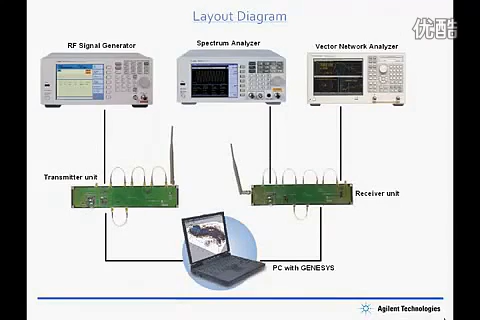 Layout Diagram
优酷
RF Signal Generator
Spectrum Analyzer
Vector Network Analyzer
Transmitter unit
Receiver unit
PC with GENESYS
Agilent Technologies